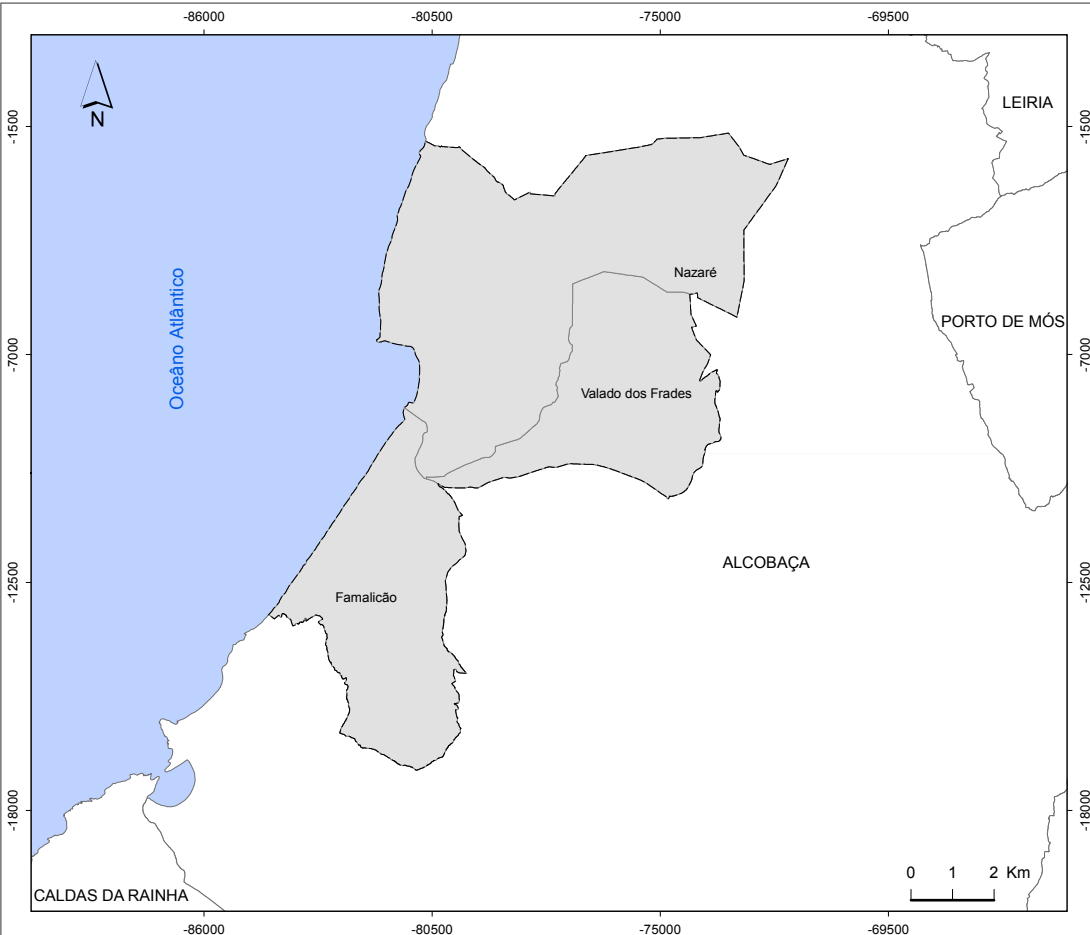 -86000
-80500
-75000
-69500
N
LEIRIA
-1500
-1500
Nazaré
Oceâno Atlântico
PORTO DE MÓS
-7000
-7000
Valado dos Frades
ALCOBAÇA
-12500
-12500
Famalicão
-18000
-18000
0 1 2 Km
CALDAS DA RAINHA
-86000
-80500
-75000
-69500